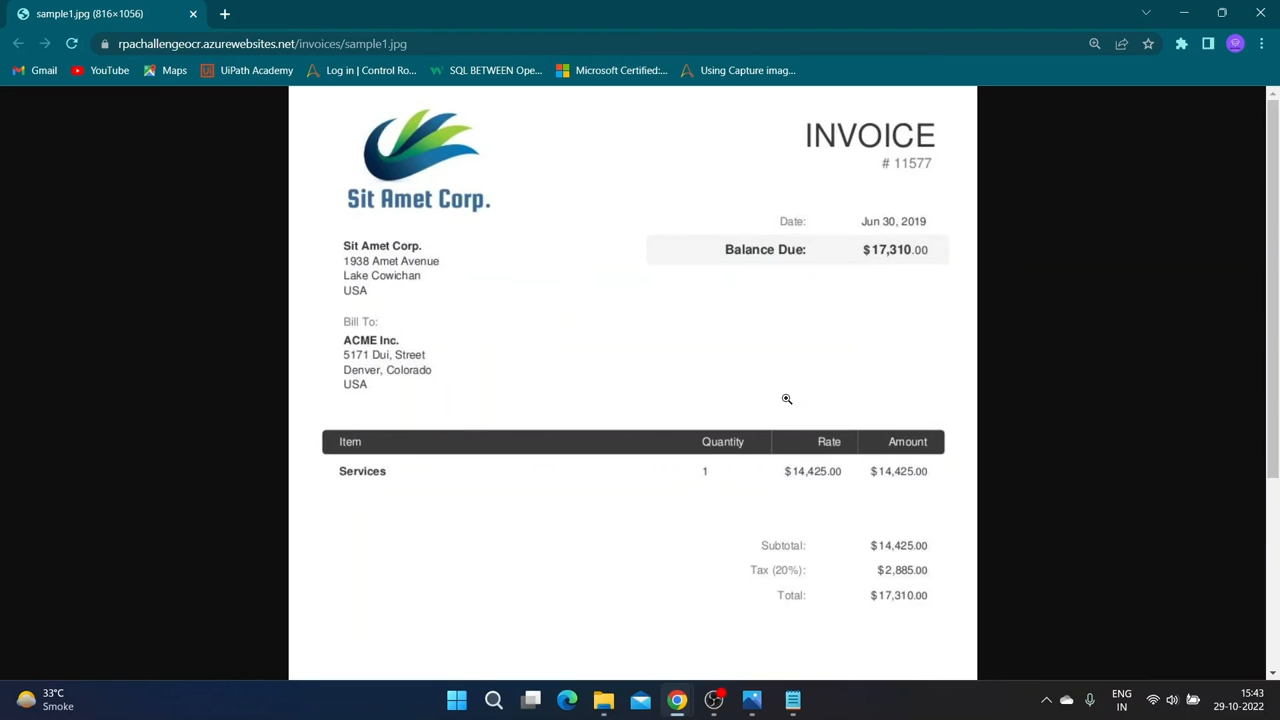 sample1.jpg (816×1056)
rpachallengeocr.azurewebsites.net/invoices/sample1.jpg
Gmail YouTube Maps UiPath Academy Log in | Control Ro... SQL BETWEEN Ope... Microsoft Certified:... Using Capture imag...
Sit Amet Corp.
INVOICE
# 11577
Date: Jun 30, 2019
Balance Due: $17,310.00
Sit Amet Corp.
1938 Amet Avenue
Lake Cowichan
USA
Bill To:
ACME Inc.
5171 Dui, Street
Denver, Colorado
USA
Item Quantity Rate Amount
Services 1 $14,425.00 $14,425.00
Subtotal: $14,425.00
Tax (20%): $2,885.00
Total: $17,310.00
33°C
Smoke
ENG
IN
15:43
29-10-2022